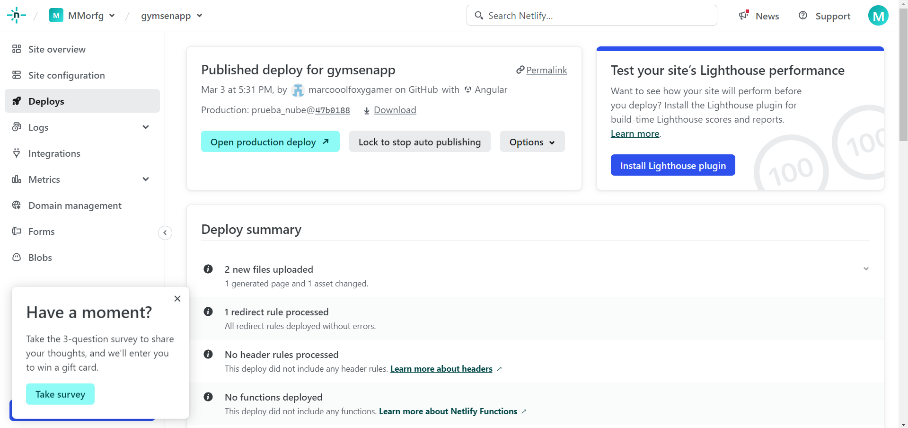 n / M MMorfg / gymsenapp
Search Netlify...
News
Support
M
Site overview
Site configuration
Deploys
Logs
Integrations
Metrics
Domain management
Forms
Blobs
Have a moment?
Take the 3-question survey to share
your thoughts, and we'll enter you
to win a gift card.
Take survey
Published deploy for gymsenapp
Permalink
Mar 3 at 5:31 PM, by marcooolfoxygamer on GitHub with Angular
Production: prueba_nube@47b0188 Download
Open production deploy ↗
Lock to stop auto publishing
Options
Test your site's Lighthouse performance
Want to see how your site will perform before
you deploy? Install the Lighthouse plugin for
build-time Lighthouse scores and reports.
Learn more.
Install Lighthouse plugin
100
100
Deploy summary
2 new files uploaded
1 generated page and 1 asset changed.
1 redirect rule processed
All redirect rules deployed without errors.
No header rules processed
This deploy did not include any header rules. Learn more about headers ↗
No functions deployed
This deploy did not include any functions. Learn more about Netlify Functions ↗